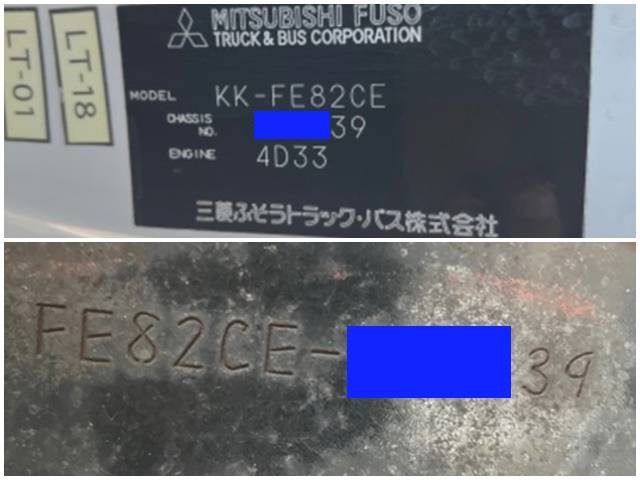 LT-01
LT-18
MITSUBISHI FUSO
TRUCK & BUS CORPORATION
MODEL KK-FE82CE
CHASSIS NO. 39
ENGINE 4D33
三菱ふそうトラック・バス株式会社
FE82CE- 39